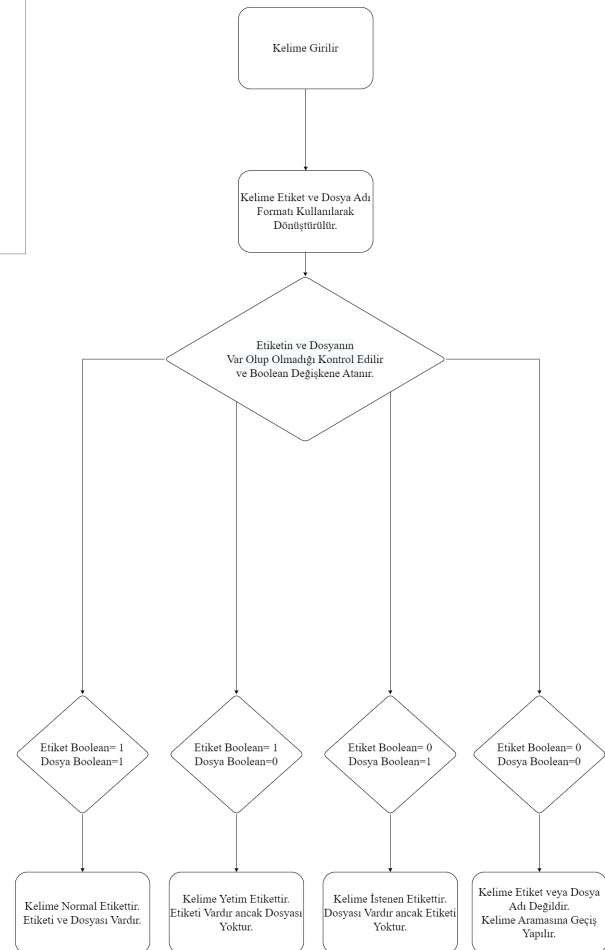 Kelime Girilir
Kelime Etiket ve Dosya Adı
Formatı Kullanılarak
Dönüştürülür.
Etiketin ve Dosyanın
Var Olup Olmadığı Kontrol Edilir
ve Boolean Değişkene Atanır.
Etiket Boolean= 1
Dosya Boolean=1
Etiket Boolean= 1
Dosya Boolean=0
Etiket Boolean= 0
Dosya Boolean=1
Etiket Boolean= 0
Dosya Boolean=0
Kelime Normal Etikettir.
Etiketi ve Dosyası Vardır.
Kelime Yetim Etikettir.
Etiketi Vardır ancak Dosyası
Yoktur.
Kelime İstenen Etikettir.
Dosyası Vardır ancak Etiketi
Yoktur.
Kelime Etiket veya Dosya
Adı Değildir.
Kelime Aramasına Geçiş
Yapılır.